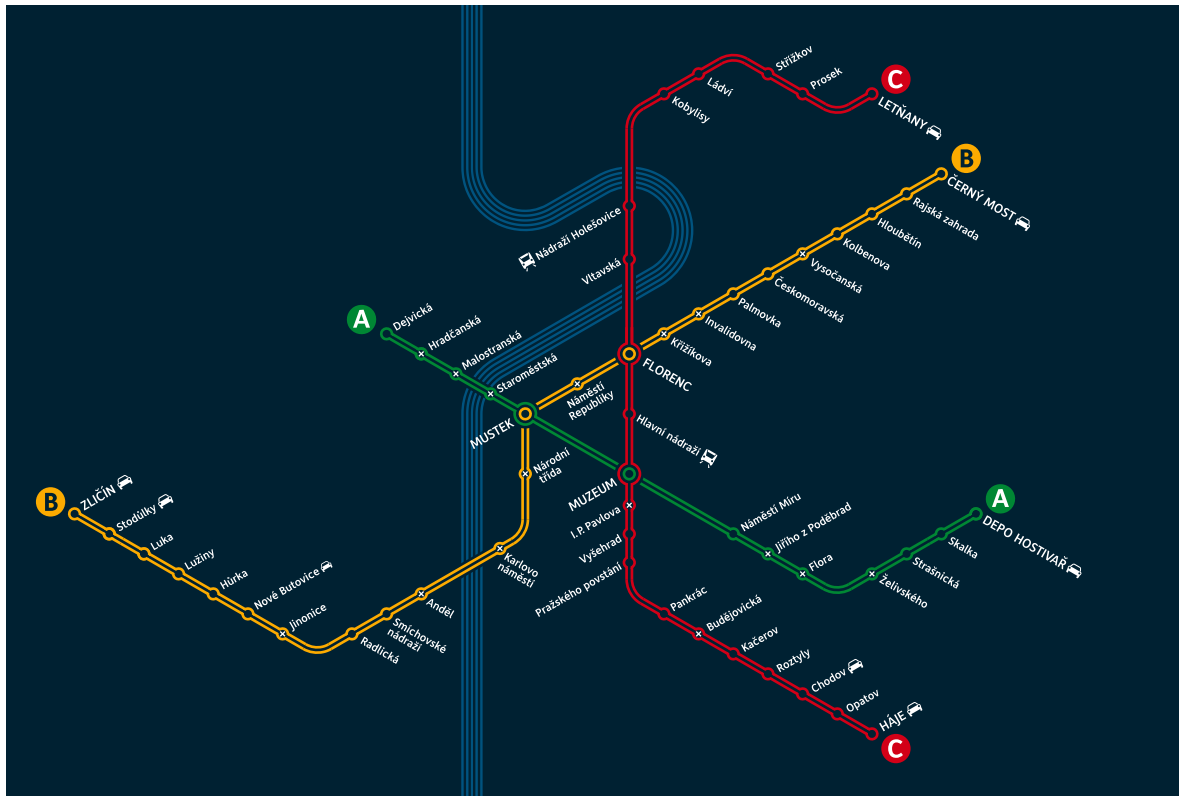 C
LETŇANY
Prosek
Střížkov
Ládví
Kobylisy
Nádraží Holešovice
Vltavská
FLORENC
Hlavní nádraží
MUZEUM
I.P. Pavlova
Vyšehrad
Pražského povstání
Pankrác
Budějovická
Kačerov
Roztyly
Chodov
Opatov
HÁJE
C
B
ČERNÝ MOST
Rajská zahrada
Hloubětín
Kolbenova
Vysočanská
Českomoravská
Palmovka
Invalidovna
Křižíkova
Náměstí
Republiky
MUSTEK
Národní
třída
Karlovo
náměstí
Anděl
Smíchovské
nádraží
Radlická
Jinonice
Nové Butovice
Hůrka
Lužiny
Luka
Stodůlky
ZLIČÍN
B
A
Dejvická
Hradčanská
Malostranská
Staroměstská
Náměstí Míru
Jiřího z Poděbrad
Flora
Želivského
Strašnická
Skalka
DEPO HOSTIVAŘ
A